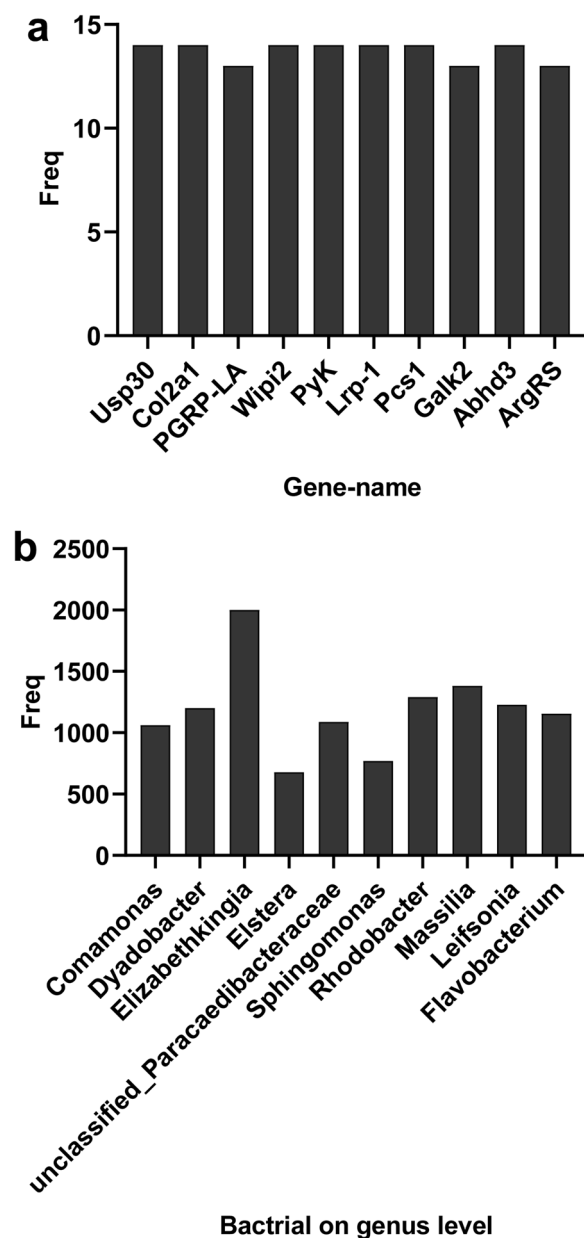 a
Freq
15
10
5
0
Usp30
Col2a1
PGRP-LA
Wipi2
PyK
Lrp-1
Pcs1
Galk2
Abhd3
ArgRS
Gene-name
b
Freq
2500
2000
1500
1000
500
0
Comamonas
Dyadobacter
Elizabethkingia
Elstera
unclassified_Paracaedibacteraceae
Sphingomonas
Rhodobacter
Massilia
Leifsonia
Flavobacterium
Bactrial on genus level